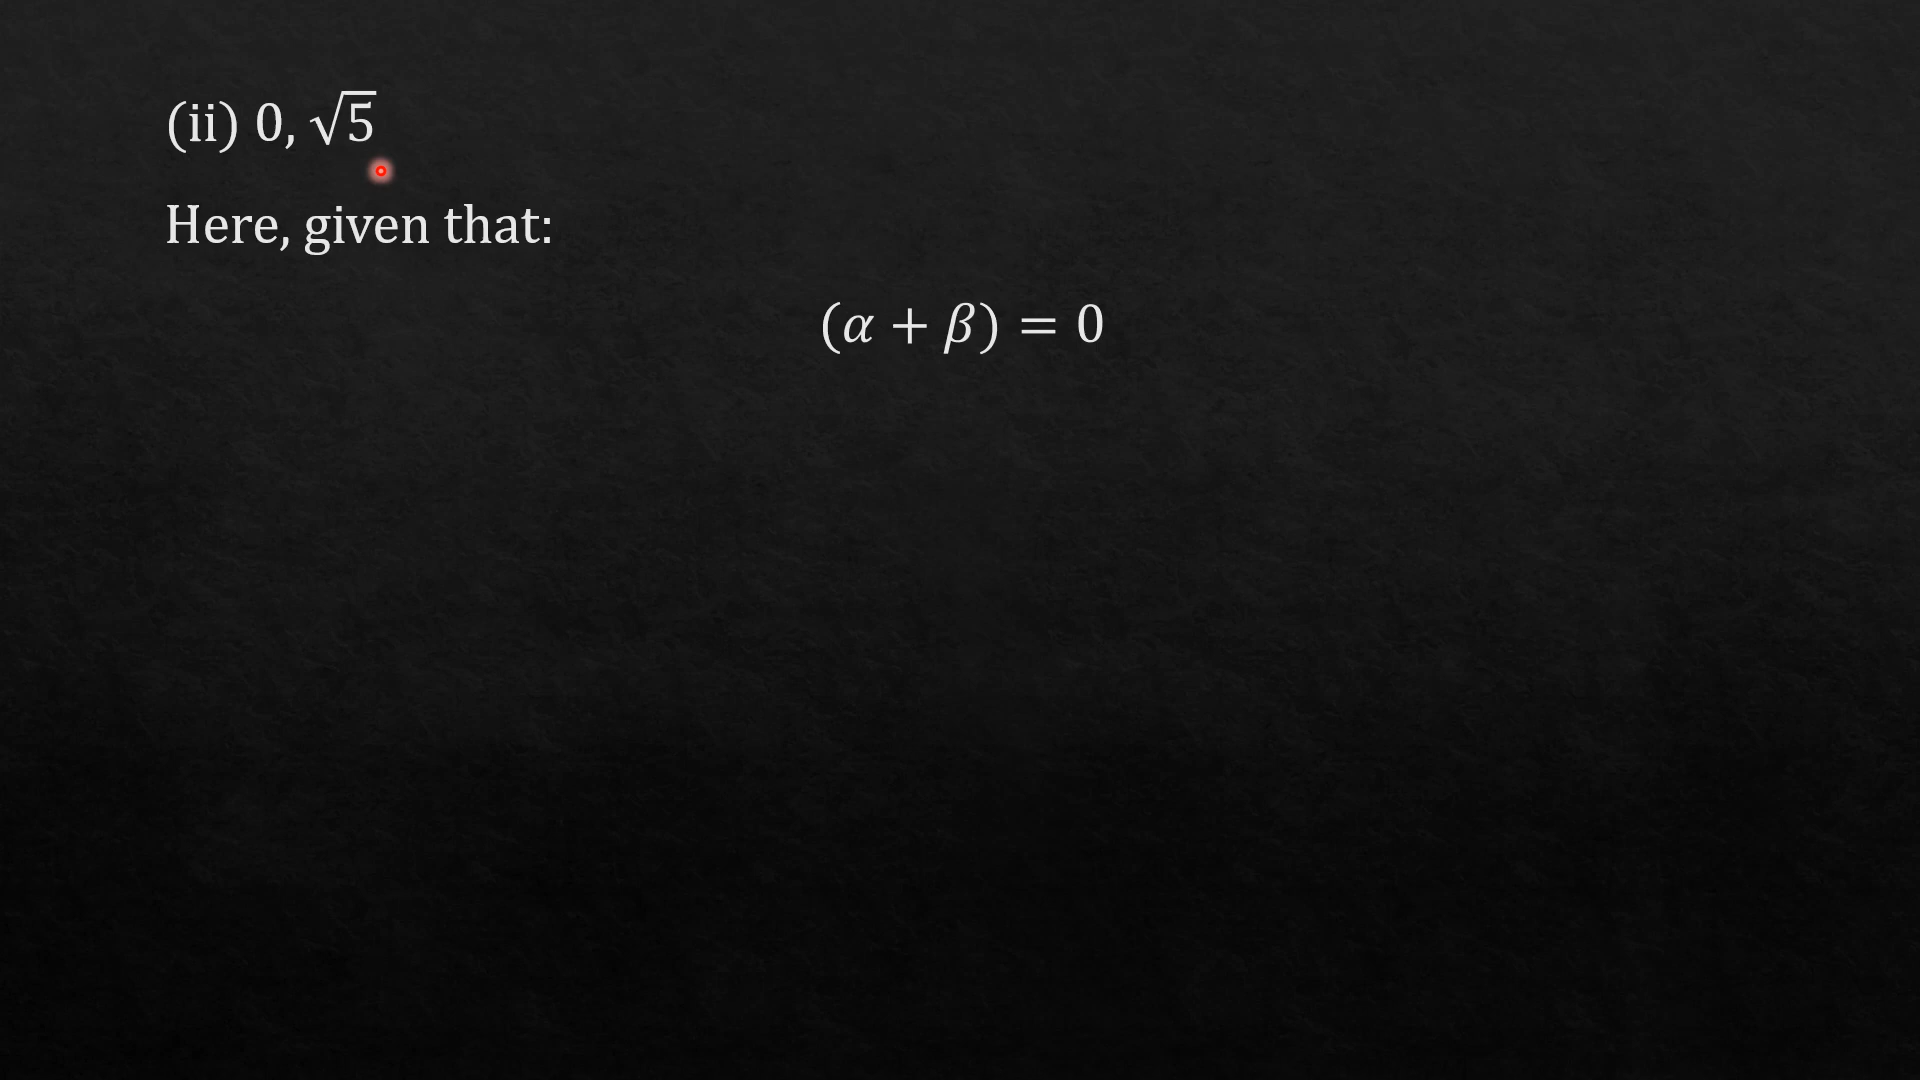 (ii) 0, √5
Here, given that:
(α + β) = 0